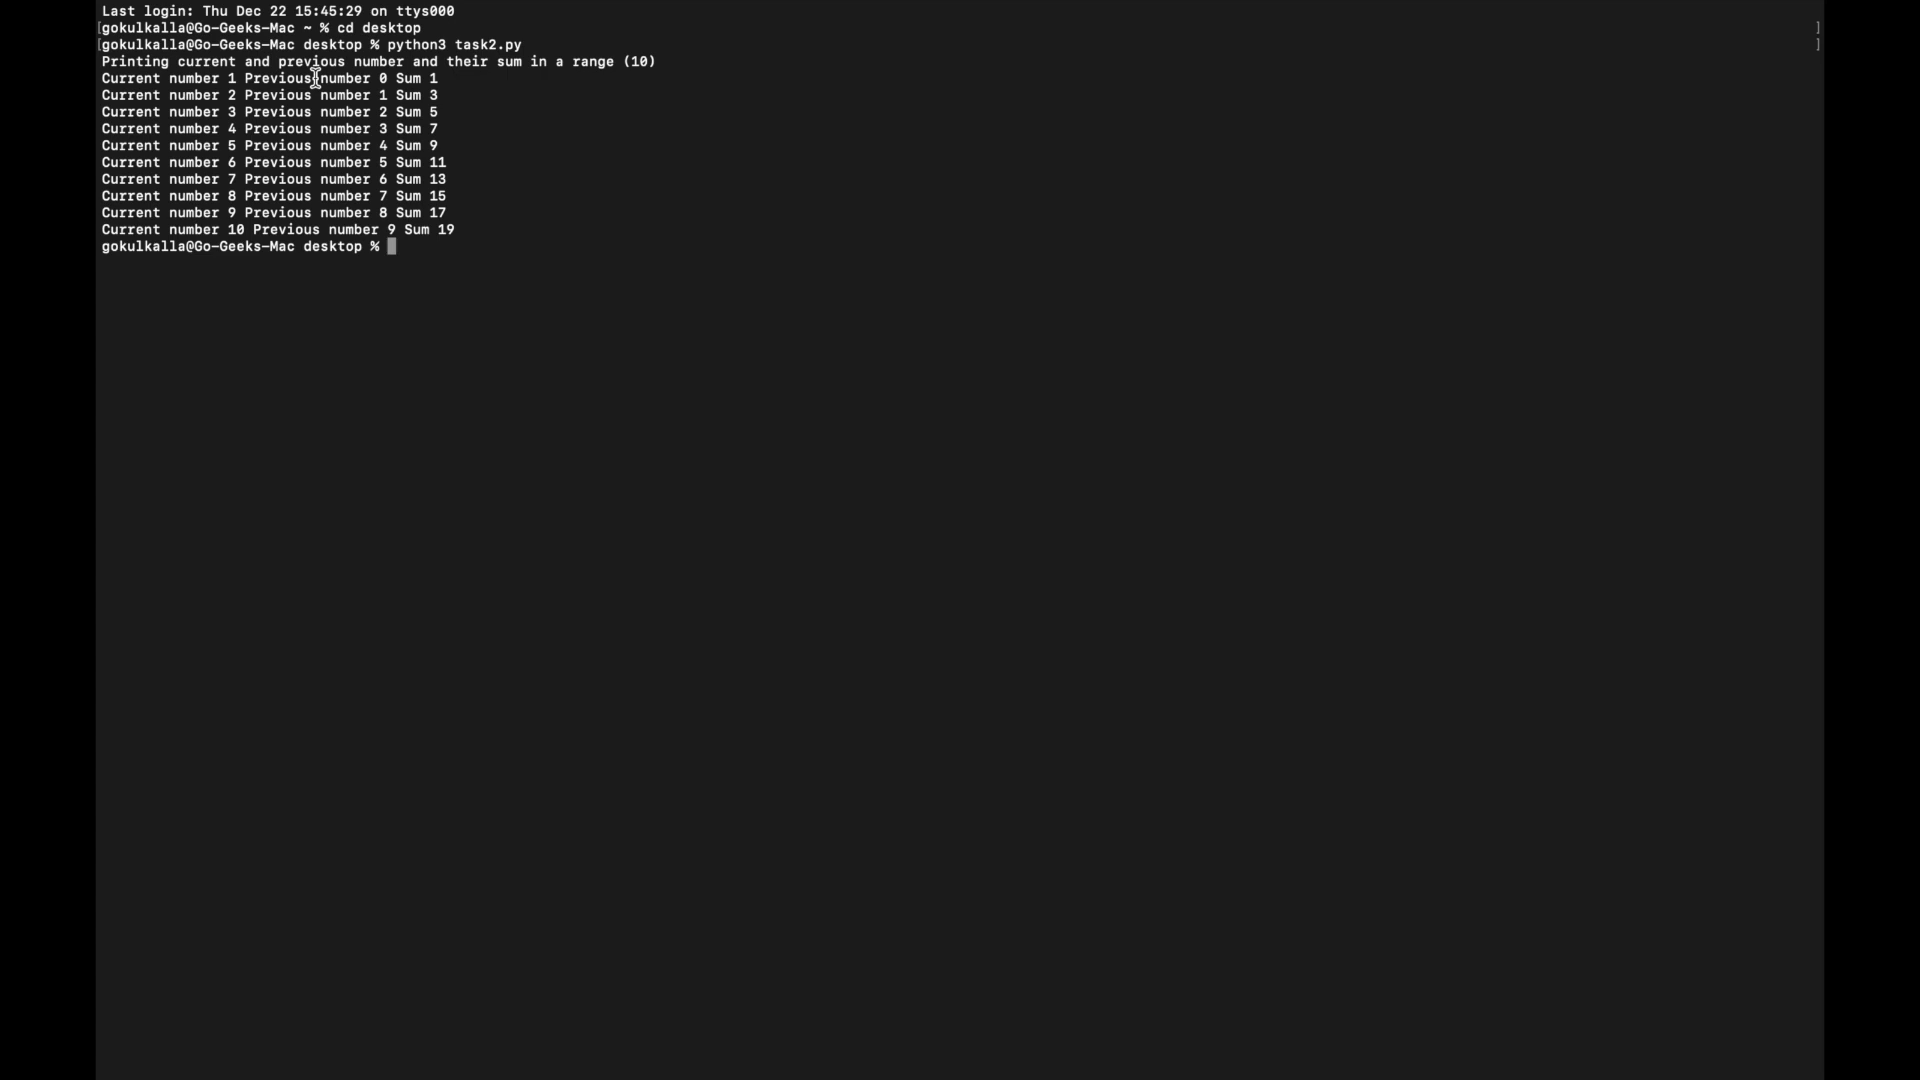 Last login: Thu Dec 22 15:45:29 on ttys000
[gokulkalla@Go-Geeks-Mac ~ % cd desktop ]
[gokulkalla@Go-Geeks-Mac desktop % python3 task2.py ]
Printing current and previous number and their sum in a range (10)
Current number 1 Previous number 0 Sum 1
Current number 2 Previous number 1 Sum 3
Current number 3 Previous number 2 Sum 5
Current number 4 Previous number 3 Sum 7
Current number 5 Previous number 4 Sum 9
Current number 6 Previous number 5 Sum 11
Current number 7 Previous number 6 Sum 13
Current number 8 Previous number 7 Sum 15
Current number 9 Previous number 8 Sum 17
Current number 10 Previous number 9 Sum 19
gokulkalla@Go-Geeks-Mac desktop %